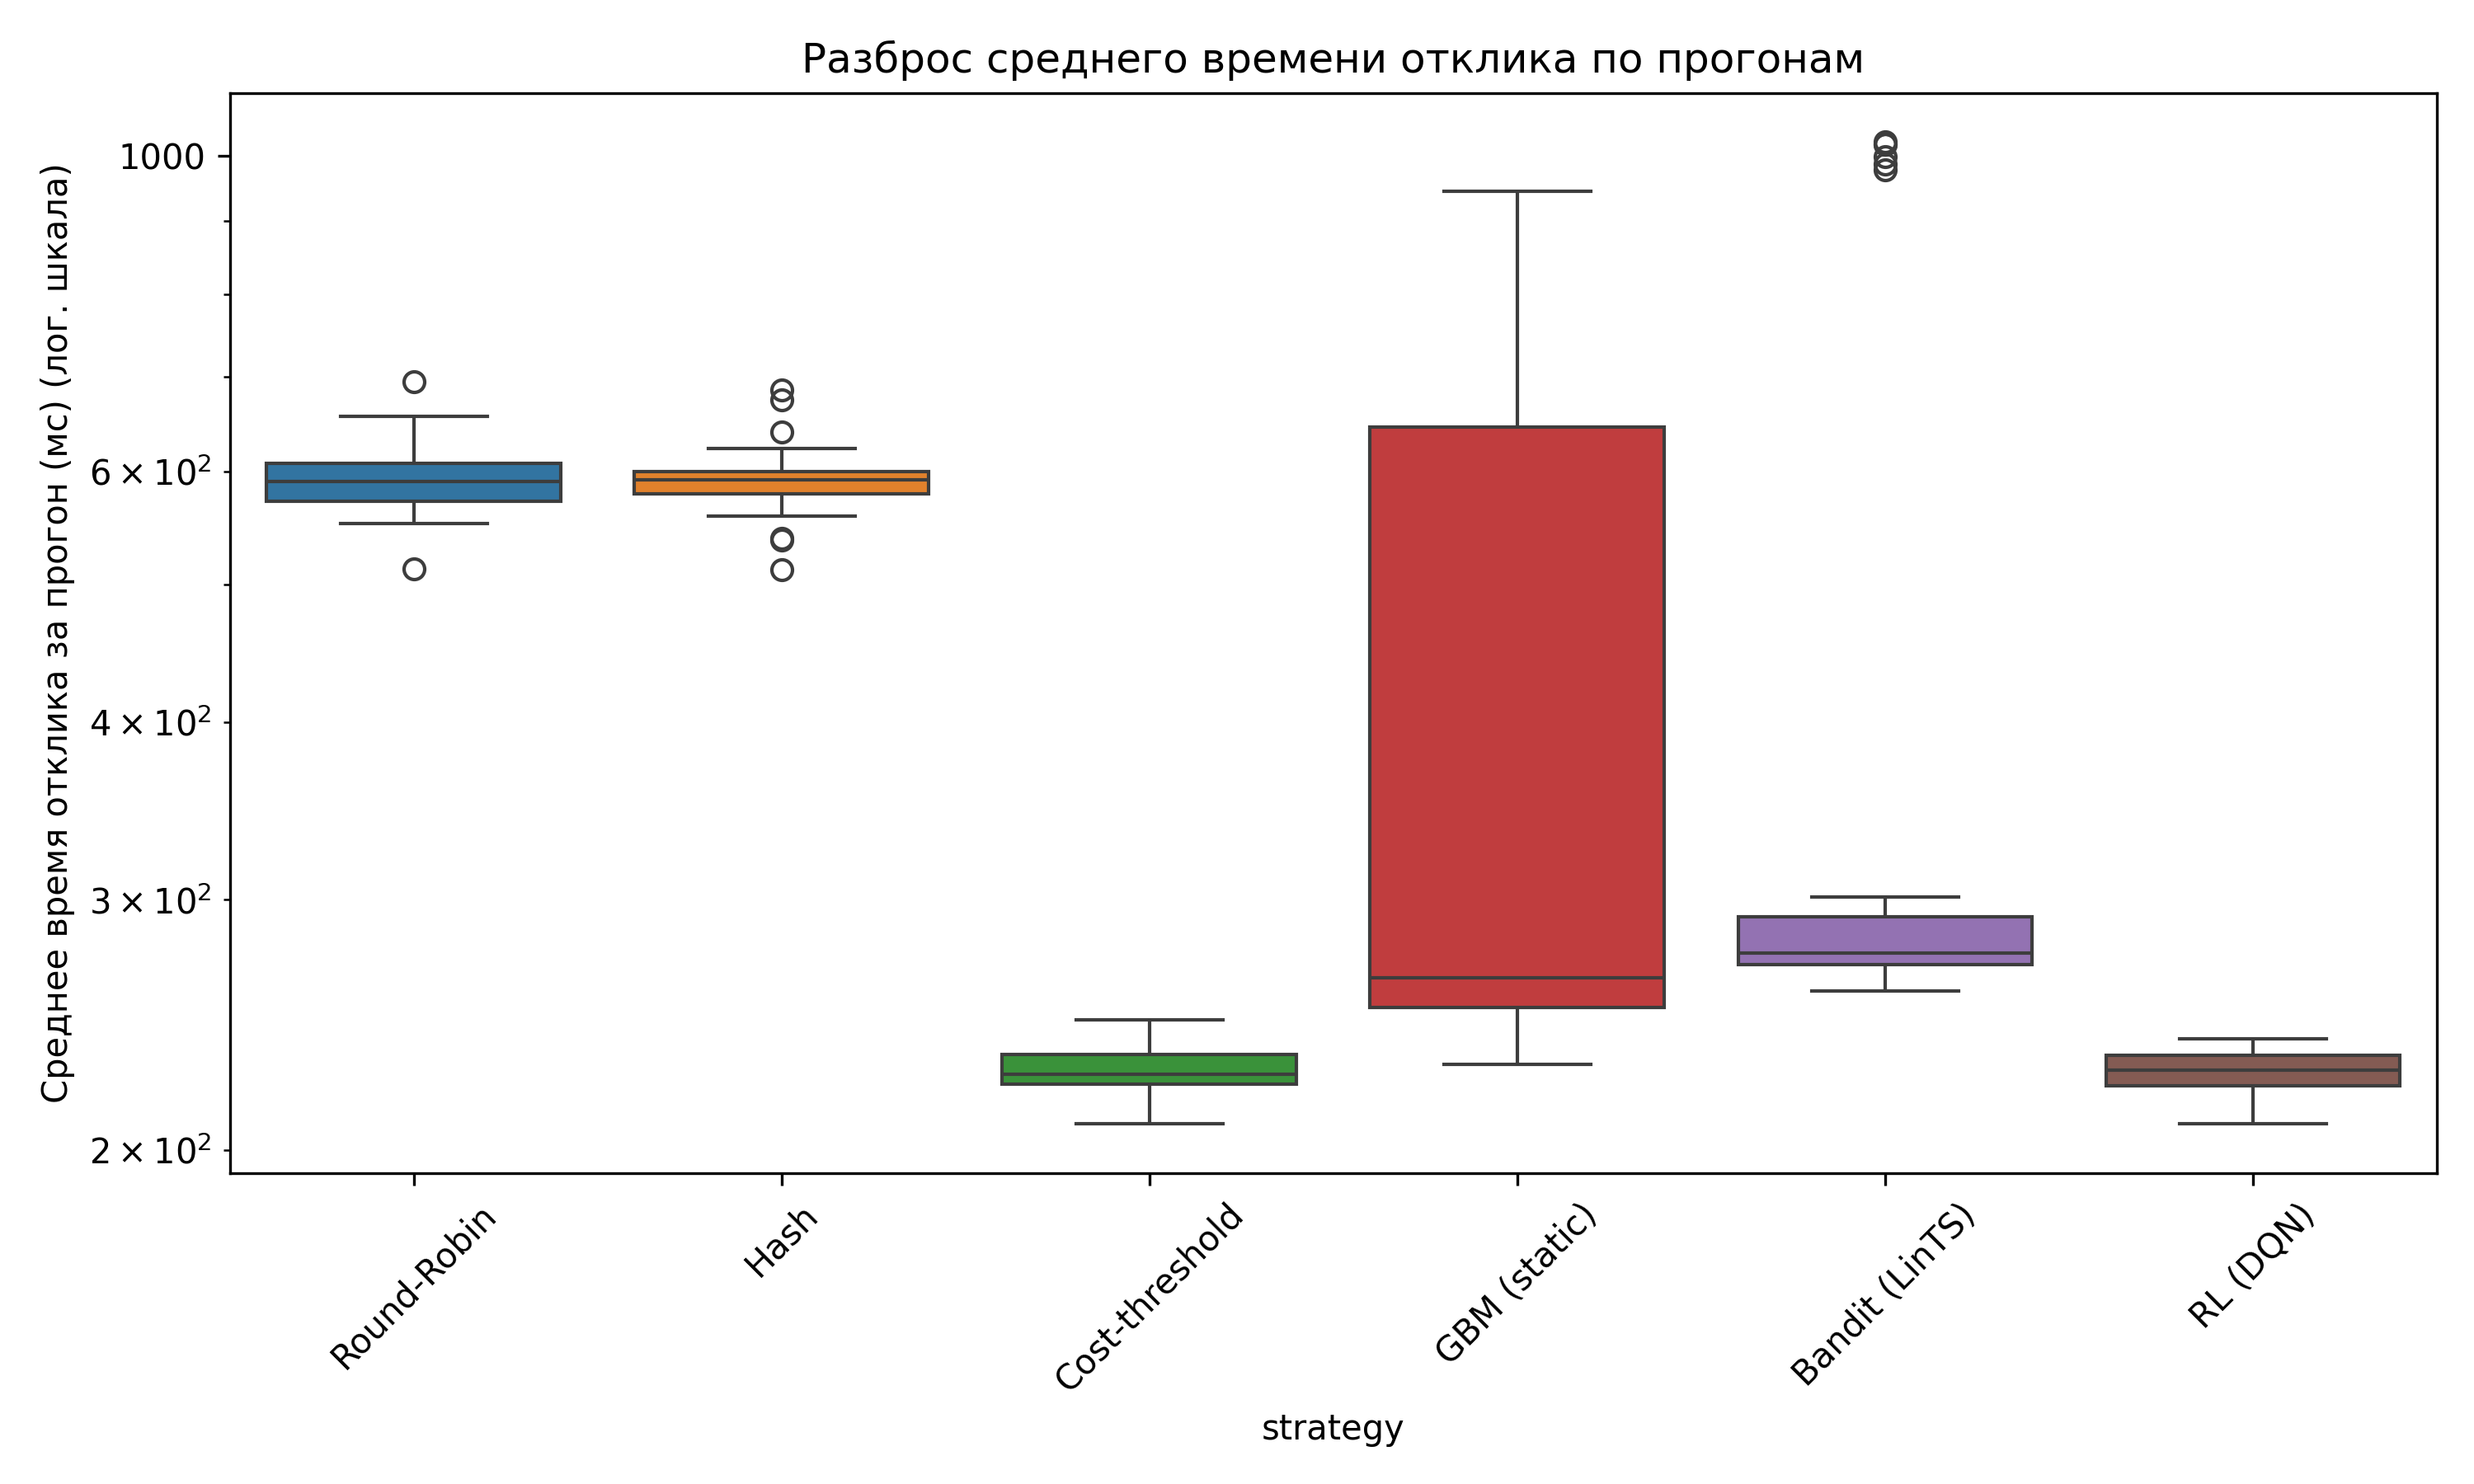 Разброс среднего времени отклика по прогонам
Среднее время отклика за прогон (мс) (лог. шкала)
1000
6 × 10²
4 × 10²
3 × 10²
2 × 10²
Round-Robin
Hash
Cost-threshold
GBM (static)
Bandit (LinTS)
RL (DQN)
strategy